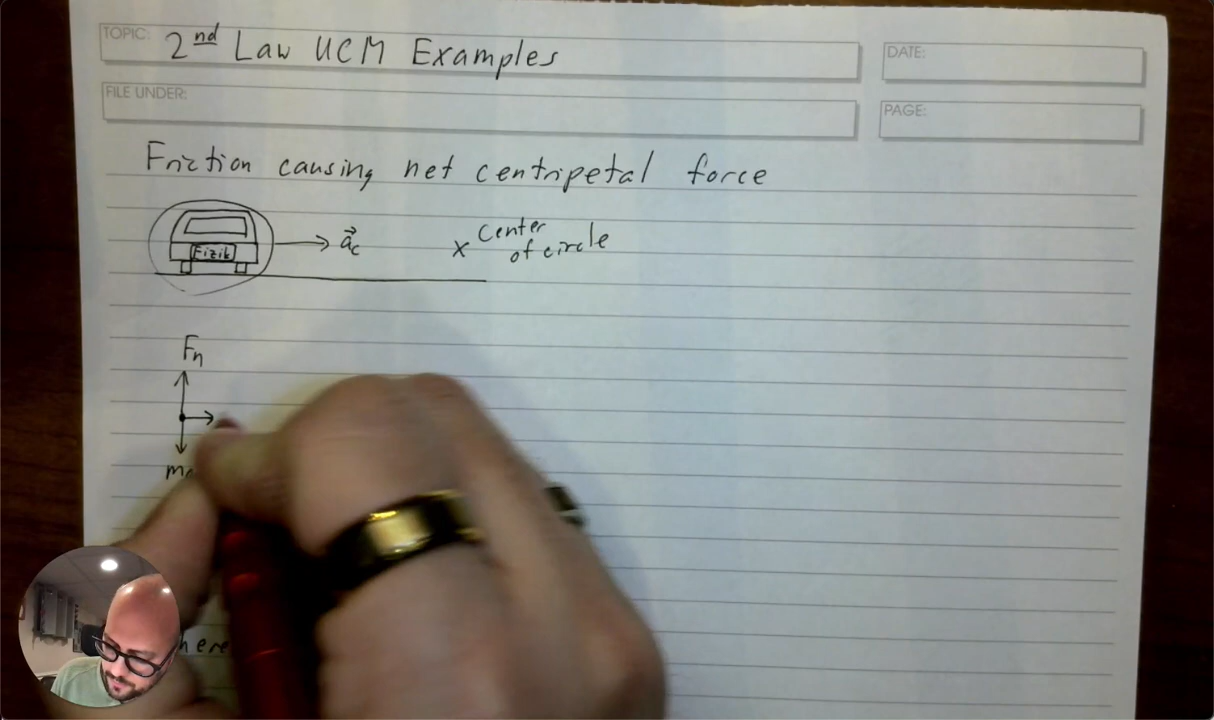 TOPIC: 2nd Law UCM Examples
DATE:
FILE UNDER:
PAGE:
Friction causing net centripetal force
Fizik
a⃗c
x Center
of circle
Fn